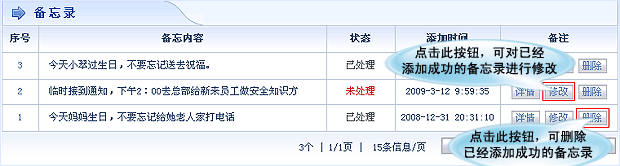 备忘录
序号 备忘内容 状态 添加时间 备注
3 今天小翠过生日，不要忘记送去祝福。 已处理 删除
点击此按钮，可对已经
添加成功的备忘录进行修改
2 临时接到通知，下午2：00去总部给新来员工做安全知识方 未处理 2009-3-12 9:59:35 详情 修改 删除
1 今天妈妈生日，不要忘记给她老人家打电话 已处理 2008-12-31 20:31:10 详情 修改 删除
3个 | 1/1页 | 15条信息/页
点击此按钮，可删除
已经添加成功的备忘录